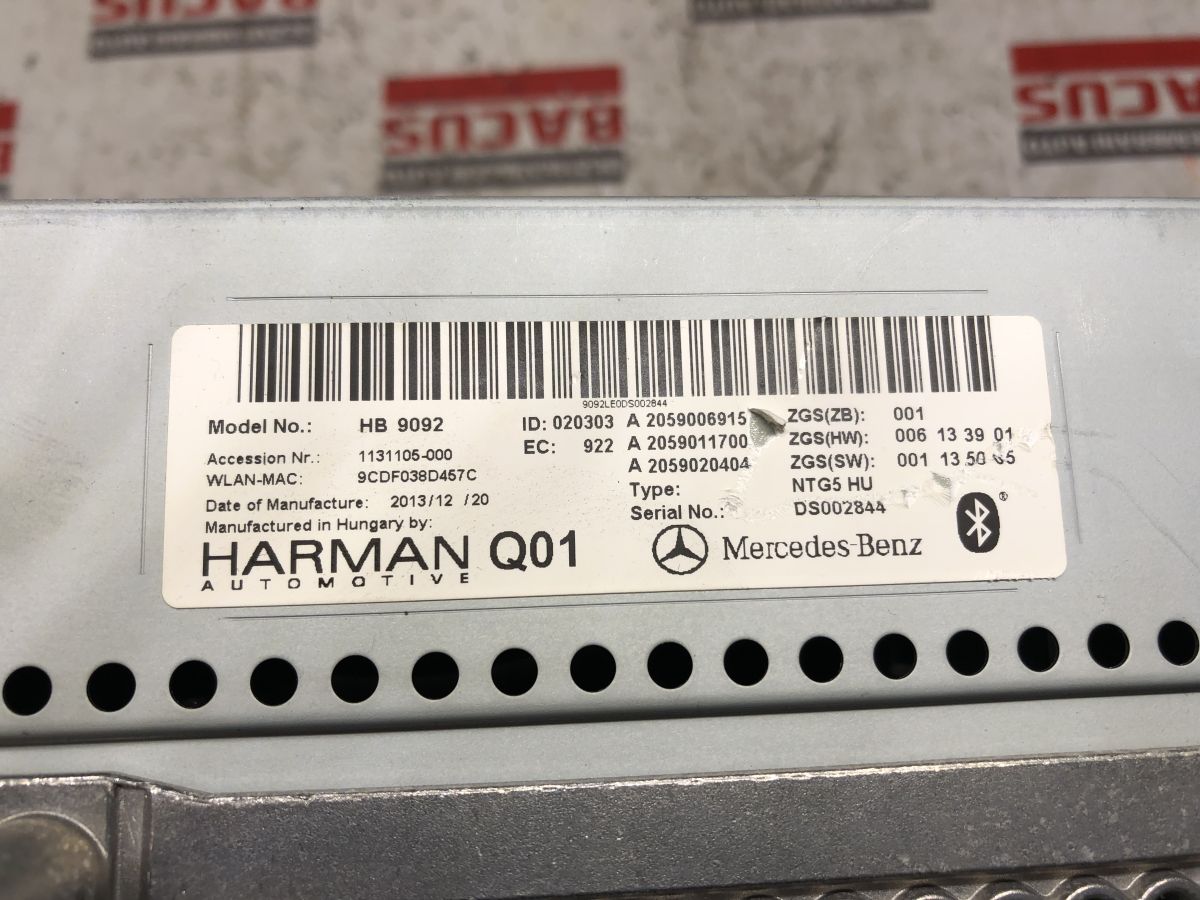 BACUS
BACUS
9092LE0DS002844
Model No.: HB 9092 ID: 020303 A 2059006915 ZGS(ZB): 001
EC: 922 A 2059011700 ZGS(HW): 006 13 39 01
Accession Nr.: 1131105-000 A 2059020404 ZGS(SW): 001 13 50
WLAN-MAC: 9CDF038D457C Type: NTG5 HU
Date of Manufacture: 2013/12 /20 Serial No.: DS002844
Manufactured in Hungary by:
HARMAN Q01 Mercedes-Benz
AUTOMOTIVE